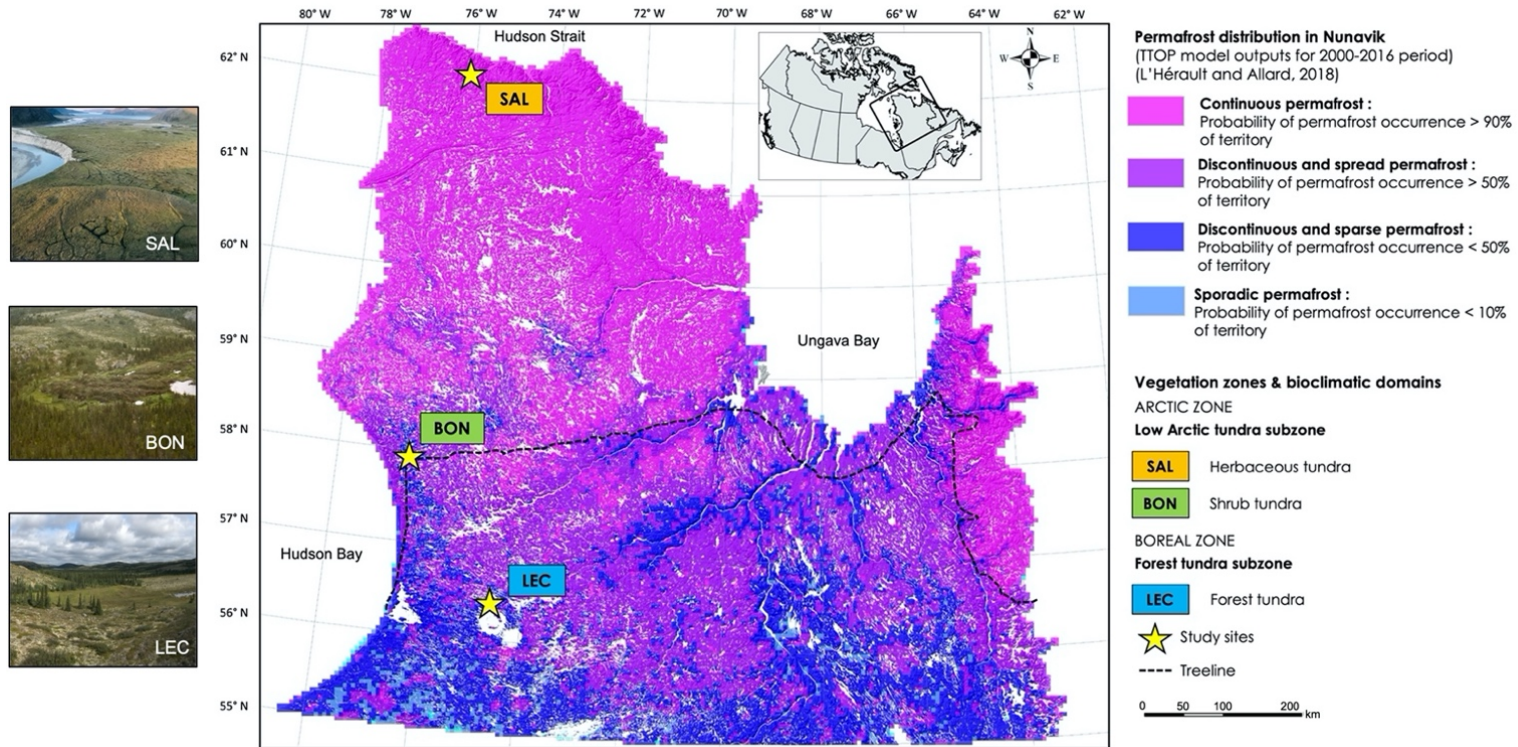 80° W 78° W 76° W 74° W 72° W 70° W 68° W 66° W 64° W 62° W
62° N
61° N
60° N
59° N
58° N
57° N
56° N
55° N
Hudson Strait
SAL
Ungava Bay
BON
Hudson Bay
LEC
N
W
E
S
SAL
BON
LEC
Permafrost distribution in Nunavik
(TTOP model outputs for 2000-2016 period)
(L'Hérault and Allard, 2018)
Continuous permafrost :
Probability of permafrost occurrence > 90%
of territory
Discontinuous and spread permafrost :
Probability of permafrost occurrence > 50%
of territory
Discontinuous and sparse permafrost :
Probability of permafrost occurrence < 50%
of territory
Sporadic permafrost :
Probability of permafrost occurrence < 10%
of territory
Vegetation zones & bioclimatic domains
ARCTIC ZONE
Low Arctic tundra subzone
SAL Herbaceous tundra
BON Shrub tundra
BOREAL ZONE
Forest tundra subzone
LEC Forest tundra
Study sites
Treeline
0 50 100 200 km